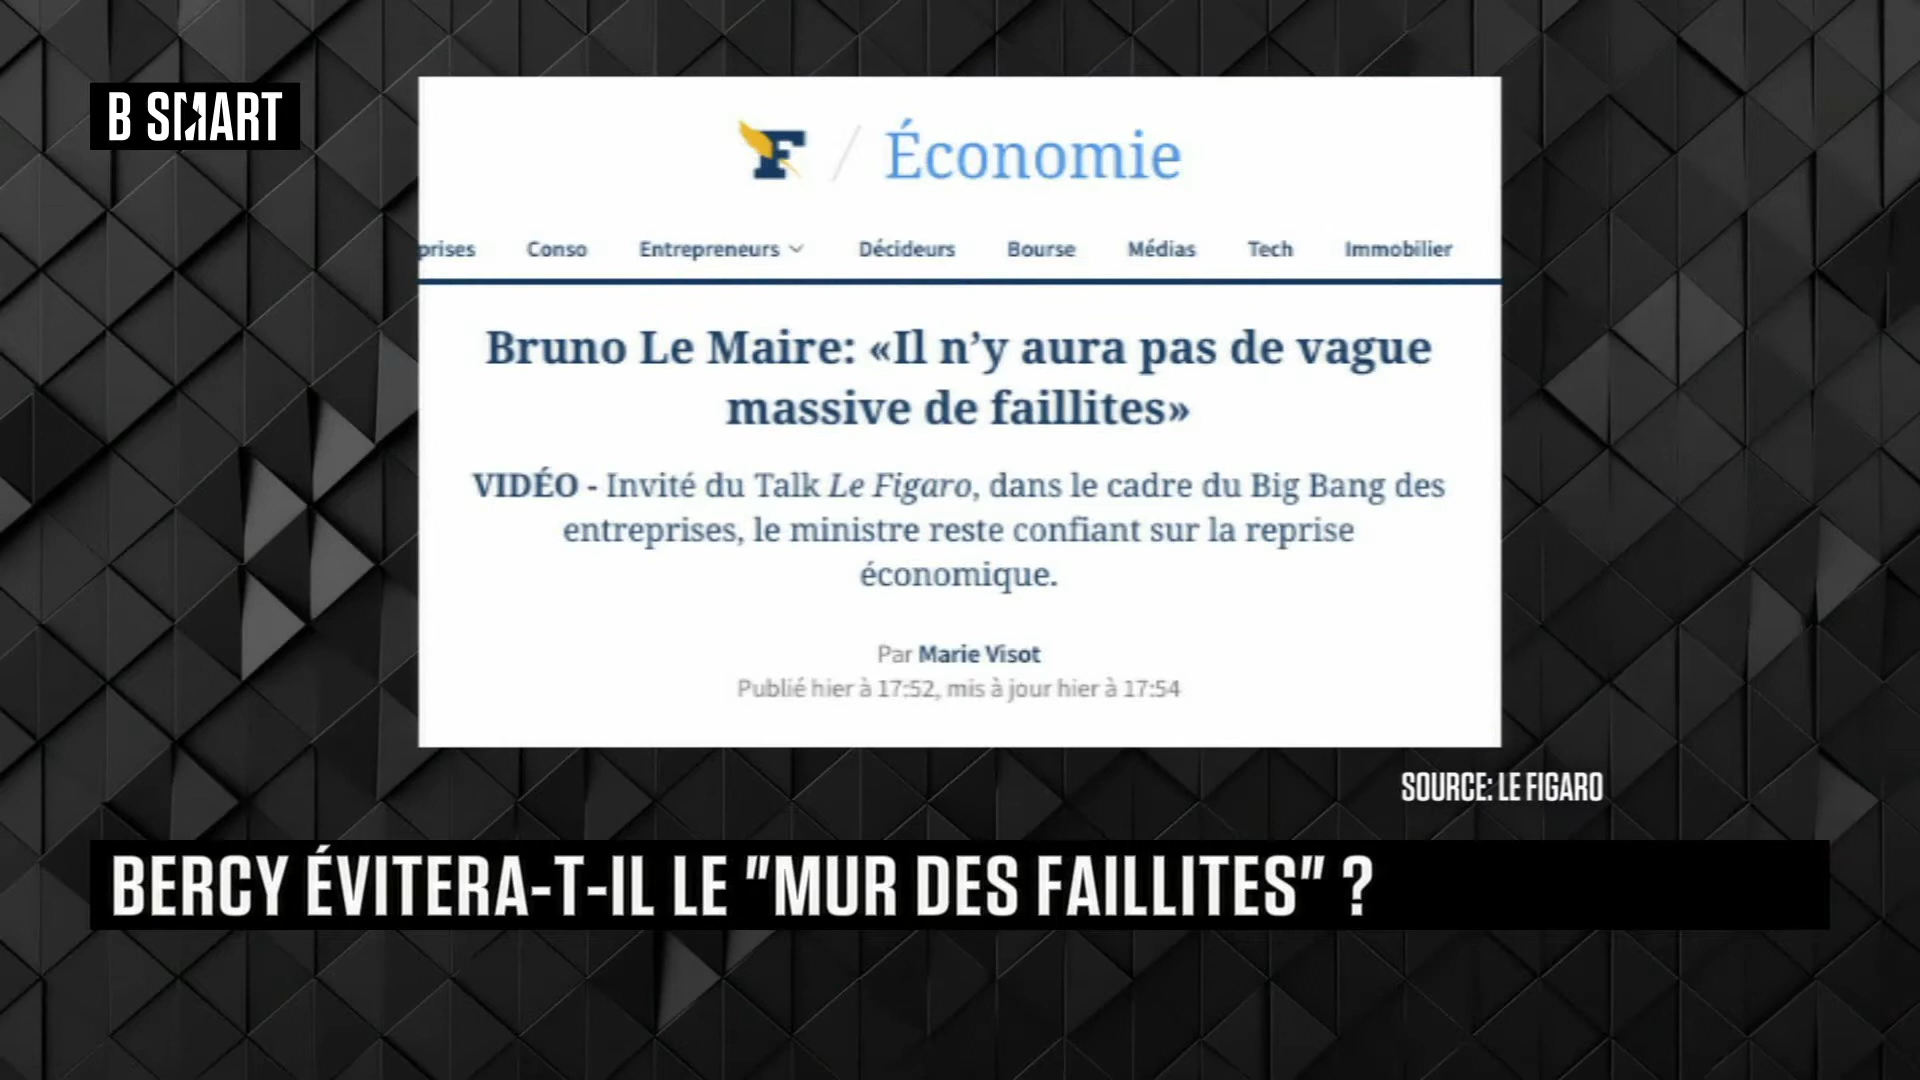 B SMART
F / Économie
prises Conso Entrepreneurs Décideurs Bourse Médias Tech Immobilier
Bruno Le Maire: «Il n’y aura pas de vague
massive de faillites»
VIDÉO - Invité du Talk Le Figaro, dans le cadre du Big Bang des
entreprises, le ministre reste confiant sur la reprise
économique.
Par Marie Visot
Publié hier à 17:52, mis à jour hier à 17:54
SOURCE: LE FIGARO
BERCY ÉVITERA-T-IL LE "MUR DES FAILLITES" ?